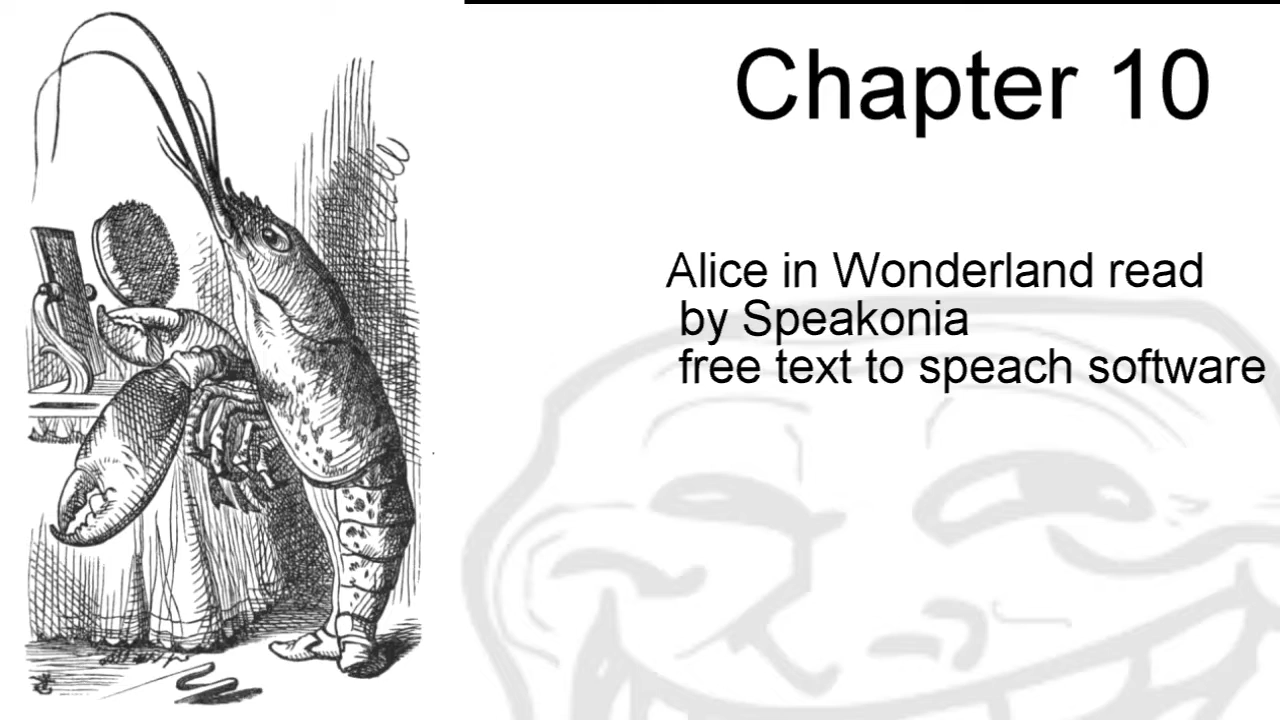 Chapter 10
Alice in Wonderland read
by Speakonia
free text to speach software